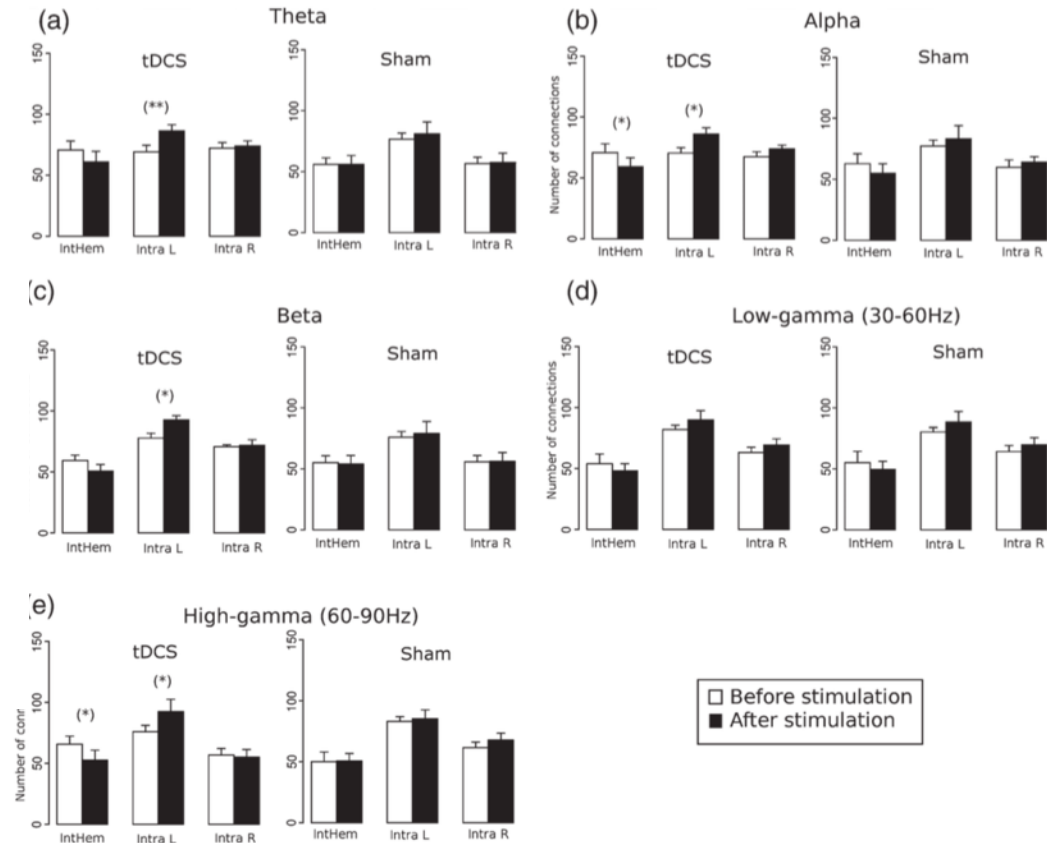 (a)
Theta
tDCS
Sham
(**)
150
100
50
0
IntHem
Intra L
Intra R
150
100
50
0
IntHem
Intra L
Intra R
(b)
Alpha
tDCS
Sham
Number of connections
(*)
(*)
150
100
50
0
IntHem
Intra L
Intra R
150
100
50
0
IntHem
Intra L
Intra R
(c)
Beta
tDCS
Sham
(*)
150
100
50
0
IntHem
Intra L
Intra R
150
100
50
0
IntHem
Intra L
Intra R
(d)
Low-gamma (30-60Hz)
tDCS
Sham
Number of connections
150
100
50
0
IntHem
Intra L
Intra R
150
100
50
0
IntHem
Intra L
Intra R
(e)
High-gamma (60-90Hz)
tDCS
Sham
Number of conr
(*)
(*)
150
100
50
0
IntHem
Intra L
Intra R
150
100
50
0
IntHem
Intra L
Intra R
Before stimulation
After stimulation